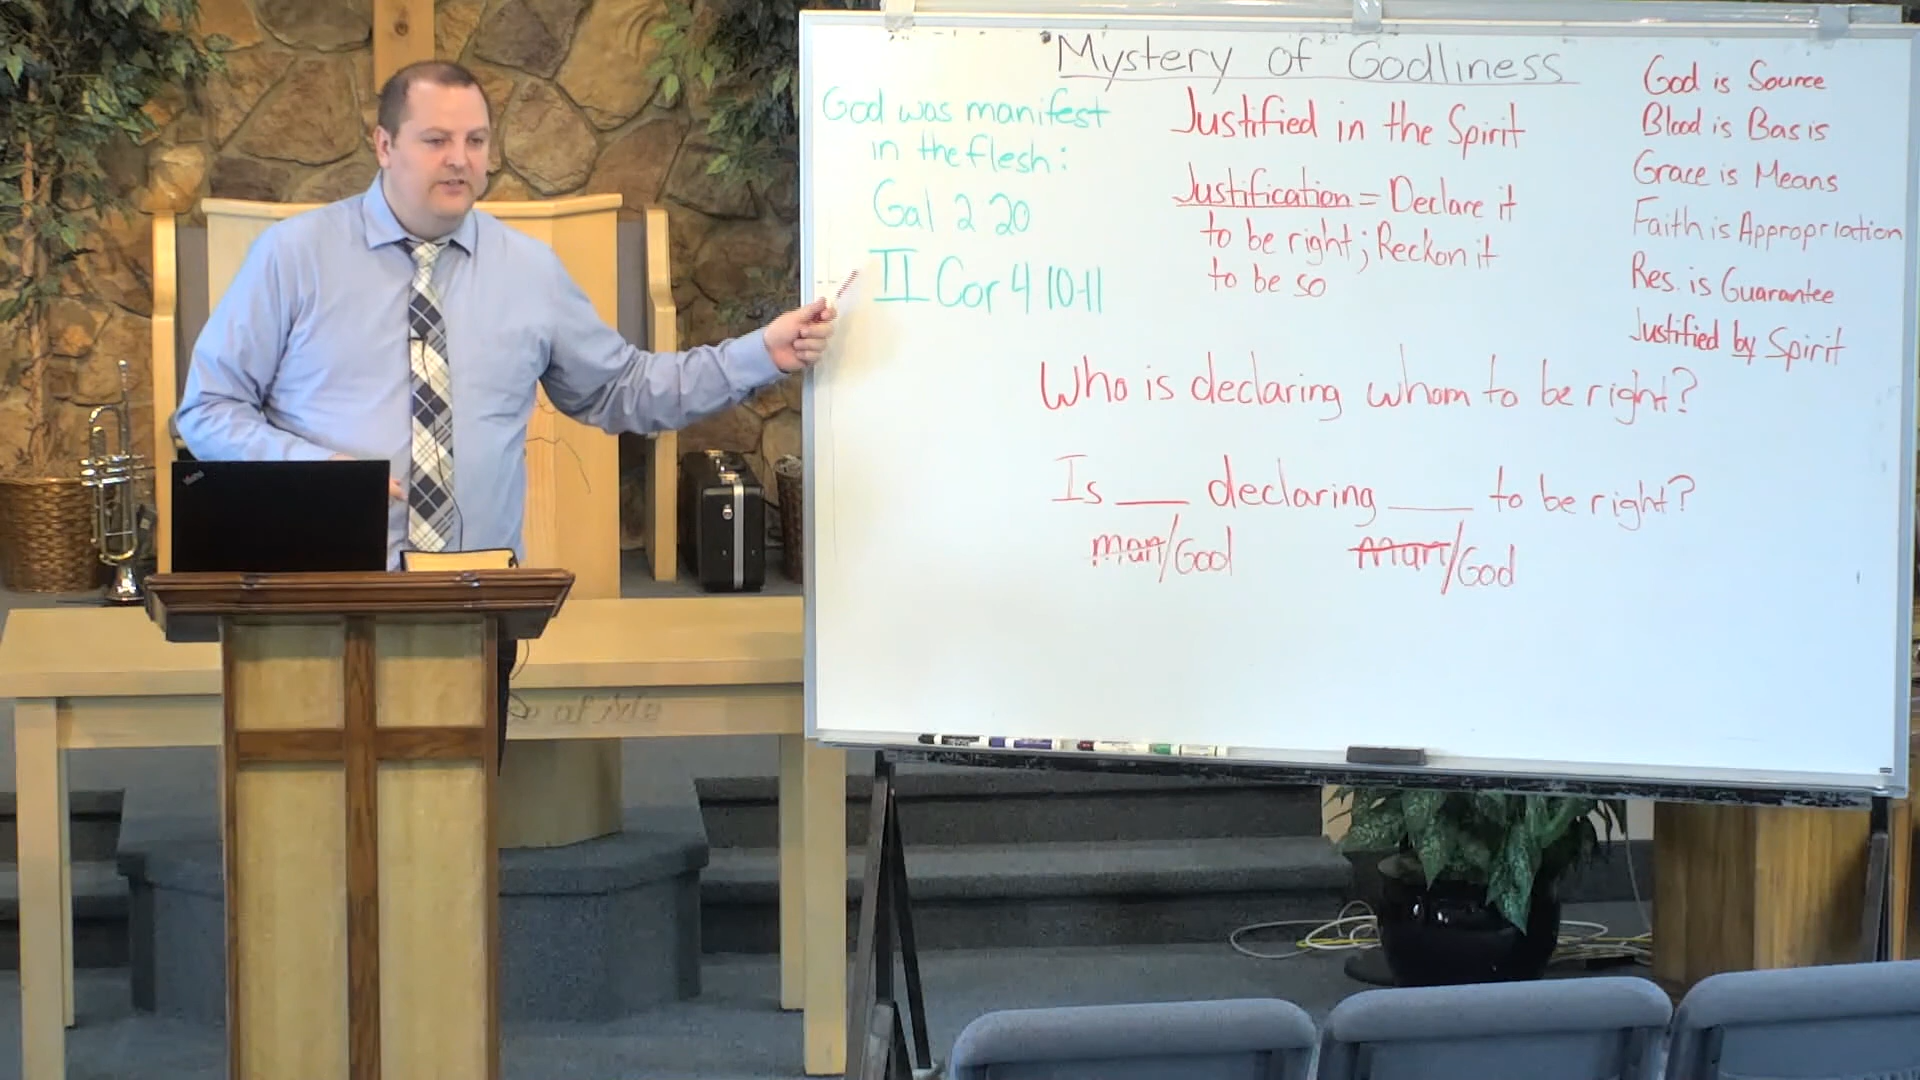 Mystery of Godliness
God was manifest
in the flesh:
Gal 2 20
II Cor 4 10-11
Justified in the Spirit
Justification = Declare it
to be right; Reckon it
to be so
God is Source
Blood is Basis
Grace is Means
Faith is Appropriation
Res. is Guarantee
Justified by Spirit
Who is declaring whom to be right?
Is ___ declaring ___ to be right?
man/God man/God
of Me